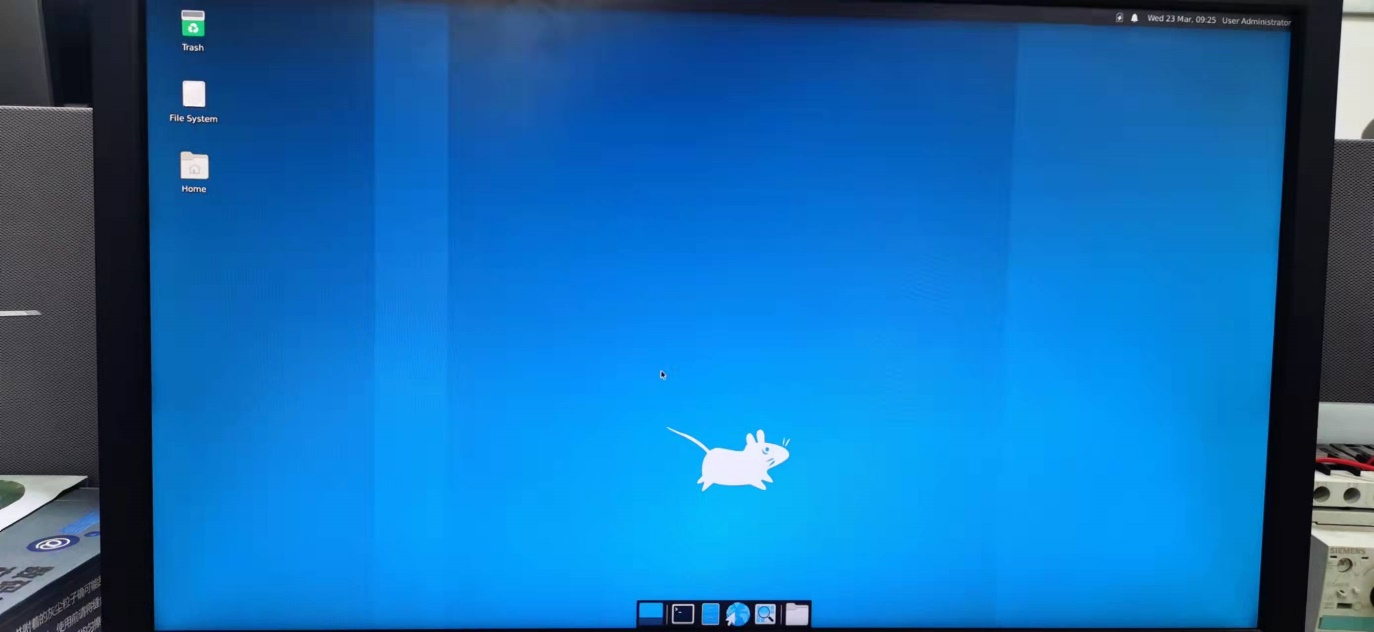 Wed 23 Mar, 09:25 User Administrator
Trash
File System
Home
SIEMENS